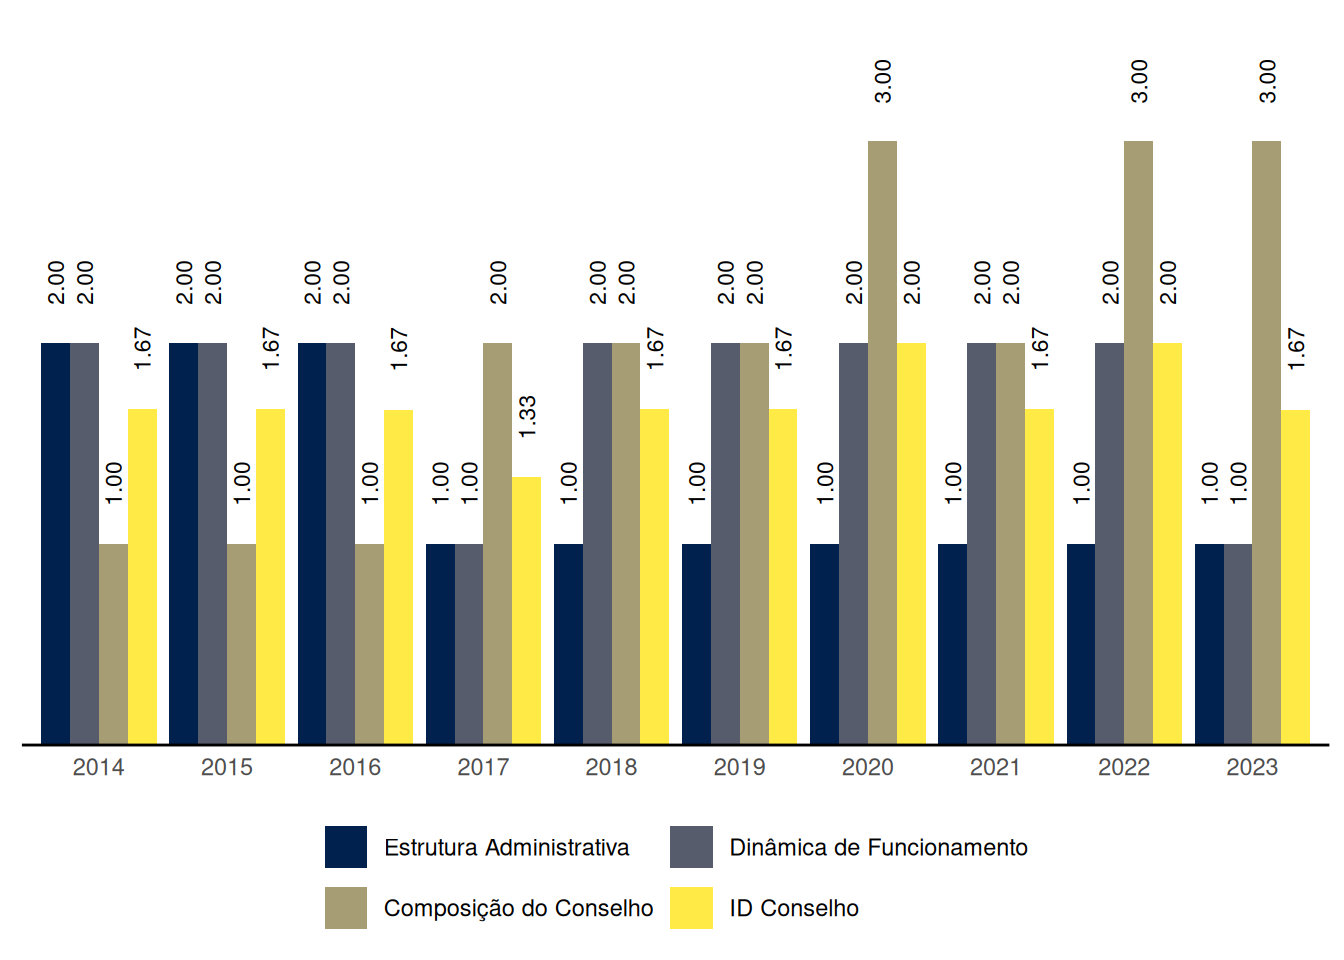 3.00 3.00 3.00
2.00 2.00 2.00 2.00 2.00 2.00 2.00 2.00 2.00 2.00 2.00 2.00 2.00 2.00 2.00 2.00 2.00
1.67 1.67 1.67 1.67 1.67 1.67 1.67
1.33
1.00 1.00 1.00 1.00 1.00 1.00 1.00 1.00 1.00 1.00 1.00 1.00
2014 2015 2016 2017 2018 2019 2020 2021 2022 2023
Estrutura Administrativa Dinâmica de Funcionamento
Composição do Conselho ID Conselho